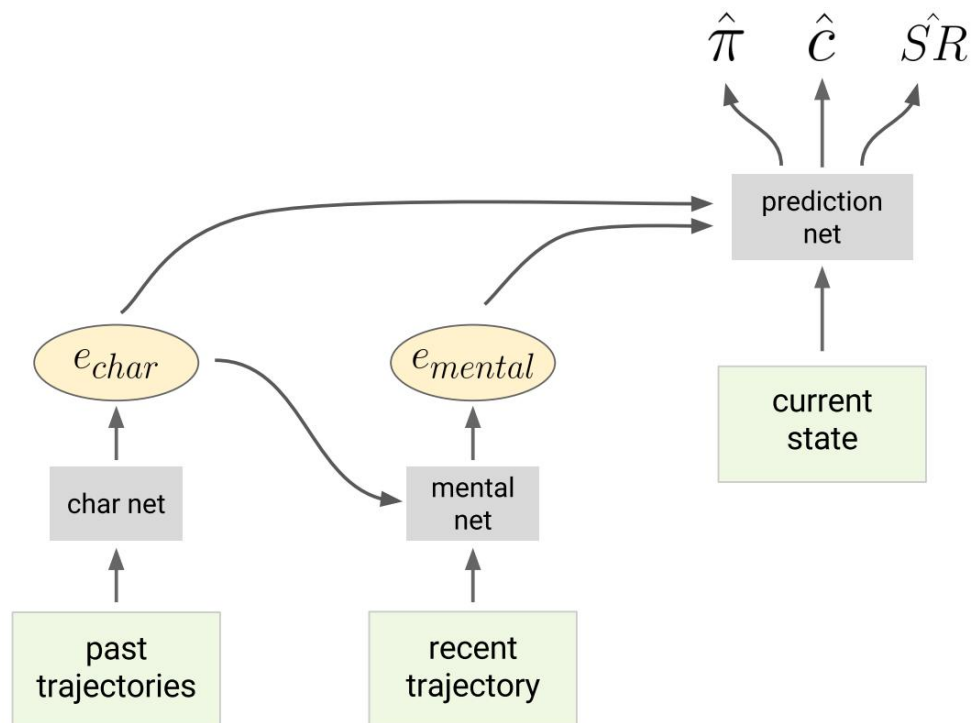 π̂ ĉ SR̂
prediction
net
e_char
e_mental
current
state
char net
mental
net
past
trajectories
recent
trajectory